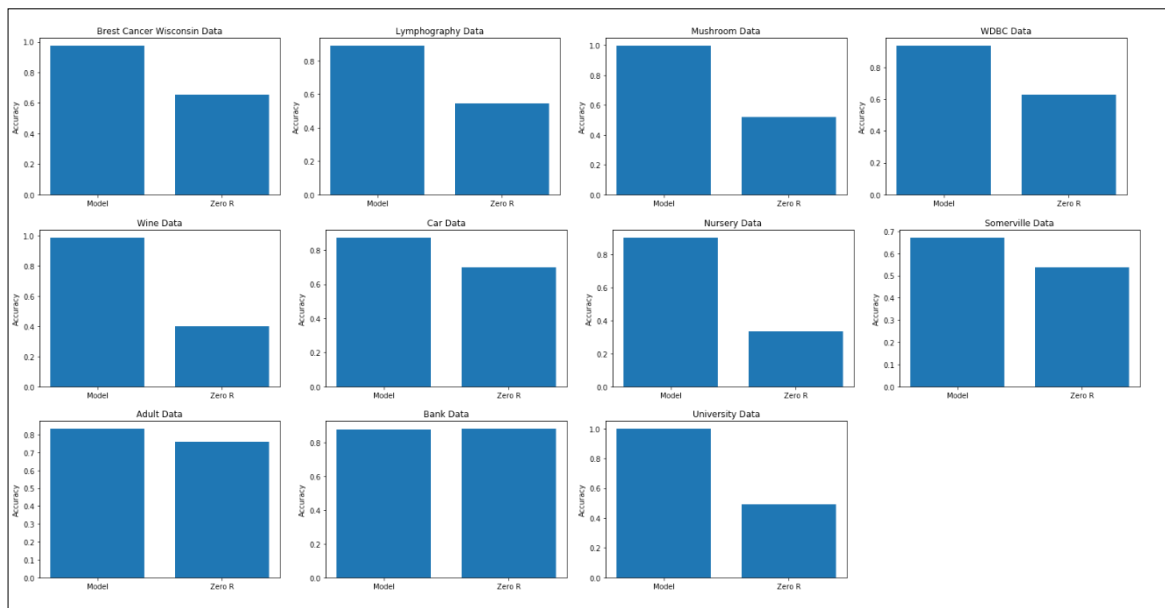 Brest Cancer Wisconsin Data
1.0
0.8
0.6
0.4
0.2
0.0
Accuracy
Model
Zero R
Lymphography Data
0.8
0.6
0.4
0.2
0.0
Accuracy
Model
Zero R
Mushroom Data
1.0
0.8
0.6
0.4
0.2
0.0
Accuracy
Model
Zero R
WDBC Data
0.8
0.6
0.4
0.2
0.0
Accuracy
Model
Zero R
Wine Data
1.0
0.8
0.6
0.4
0.2
0.0
Accuracy
Model
Zero R
Car Data
0.8
0.6
0.4
0.2
0.0
Accuracy
Model
Zero R
Nursery Data
0.8
0.6
0.4
0.2
0.0
Accuracy
Model
Zero R
Somerville Data
0.7
0.6
0.5
0.4
0.3
0.2
0.1
0.0
Accuracy
Model
Zero R
Adult Data
0.8
0.7
0.6
0.5
0.4
0.3
0.2
0.1
0.0
Accuracy
Model
Zero R
Bank Data
0.8
0.6
0.4
0.2
0.0
Accuracy
Model
Zero R
University Data
1.0
0.8
0.6
0.4
0.2
0.0
Accuracy
Model
Zero R